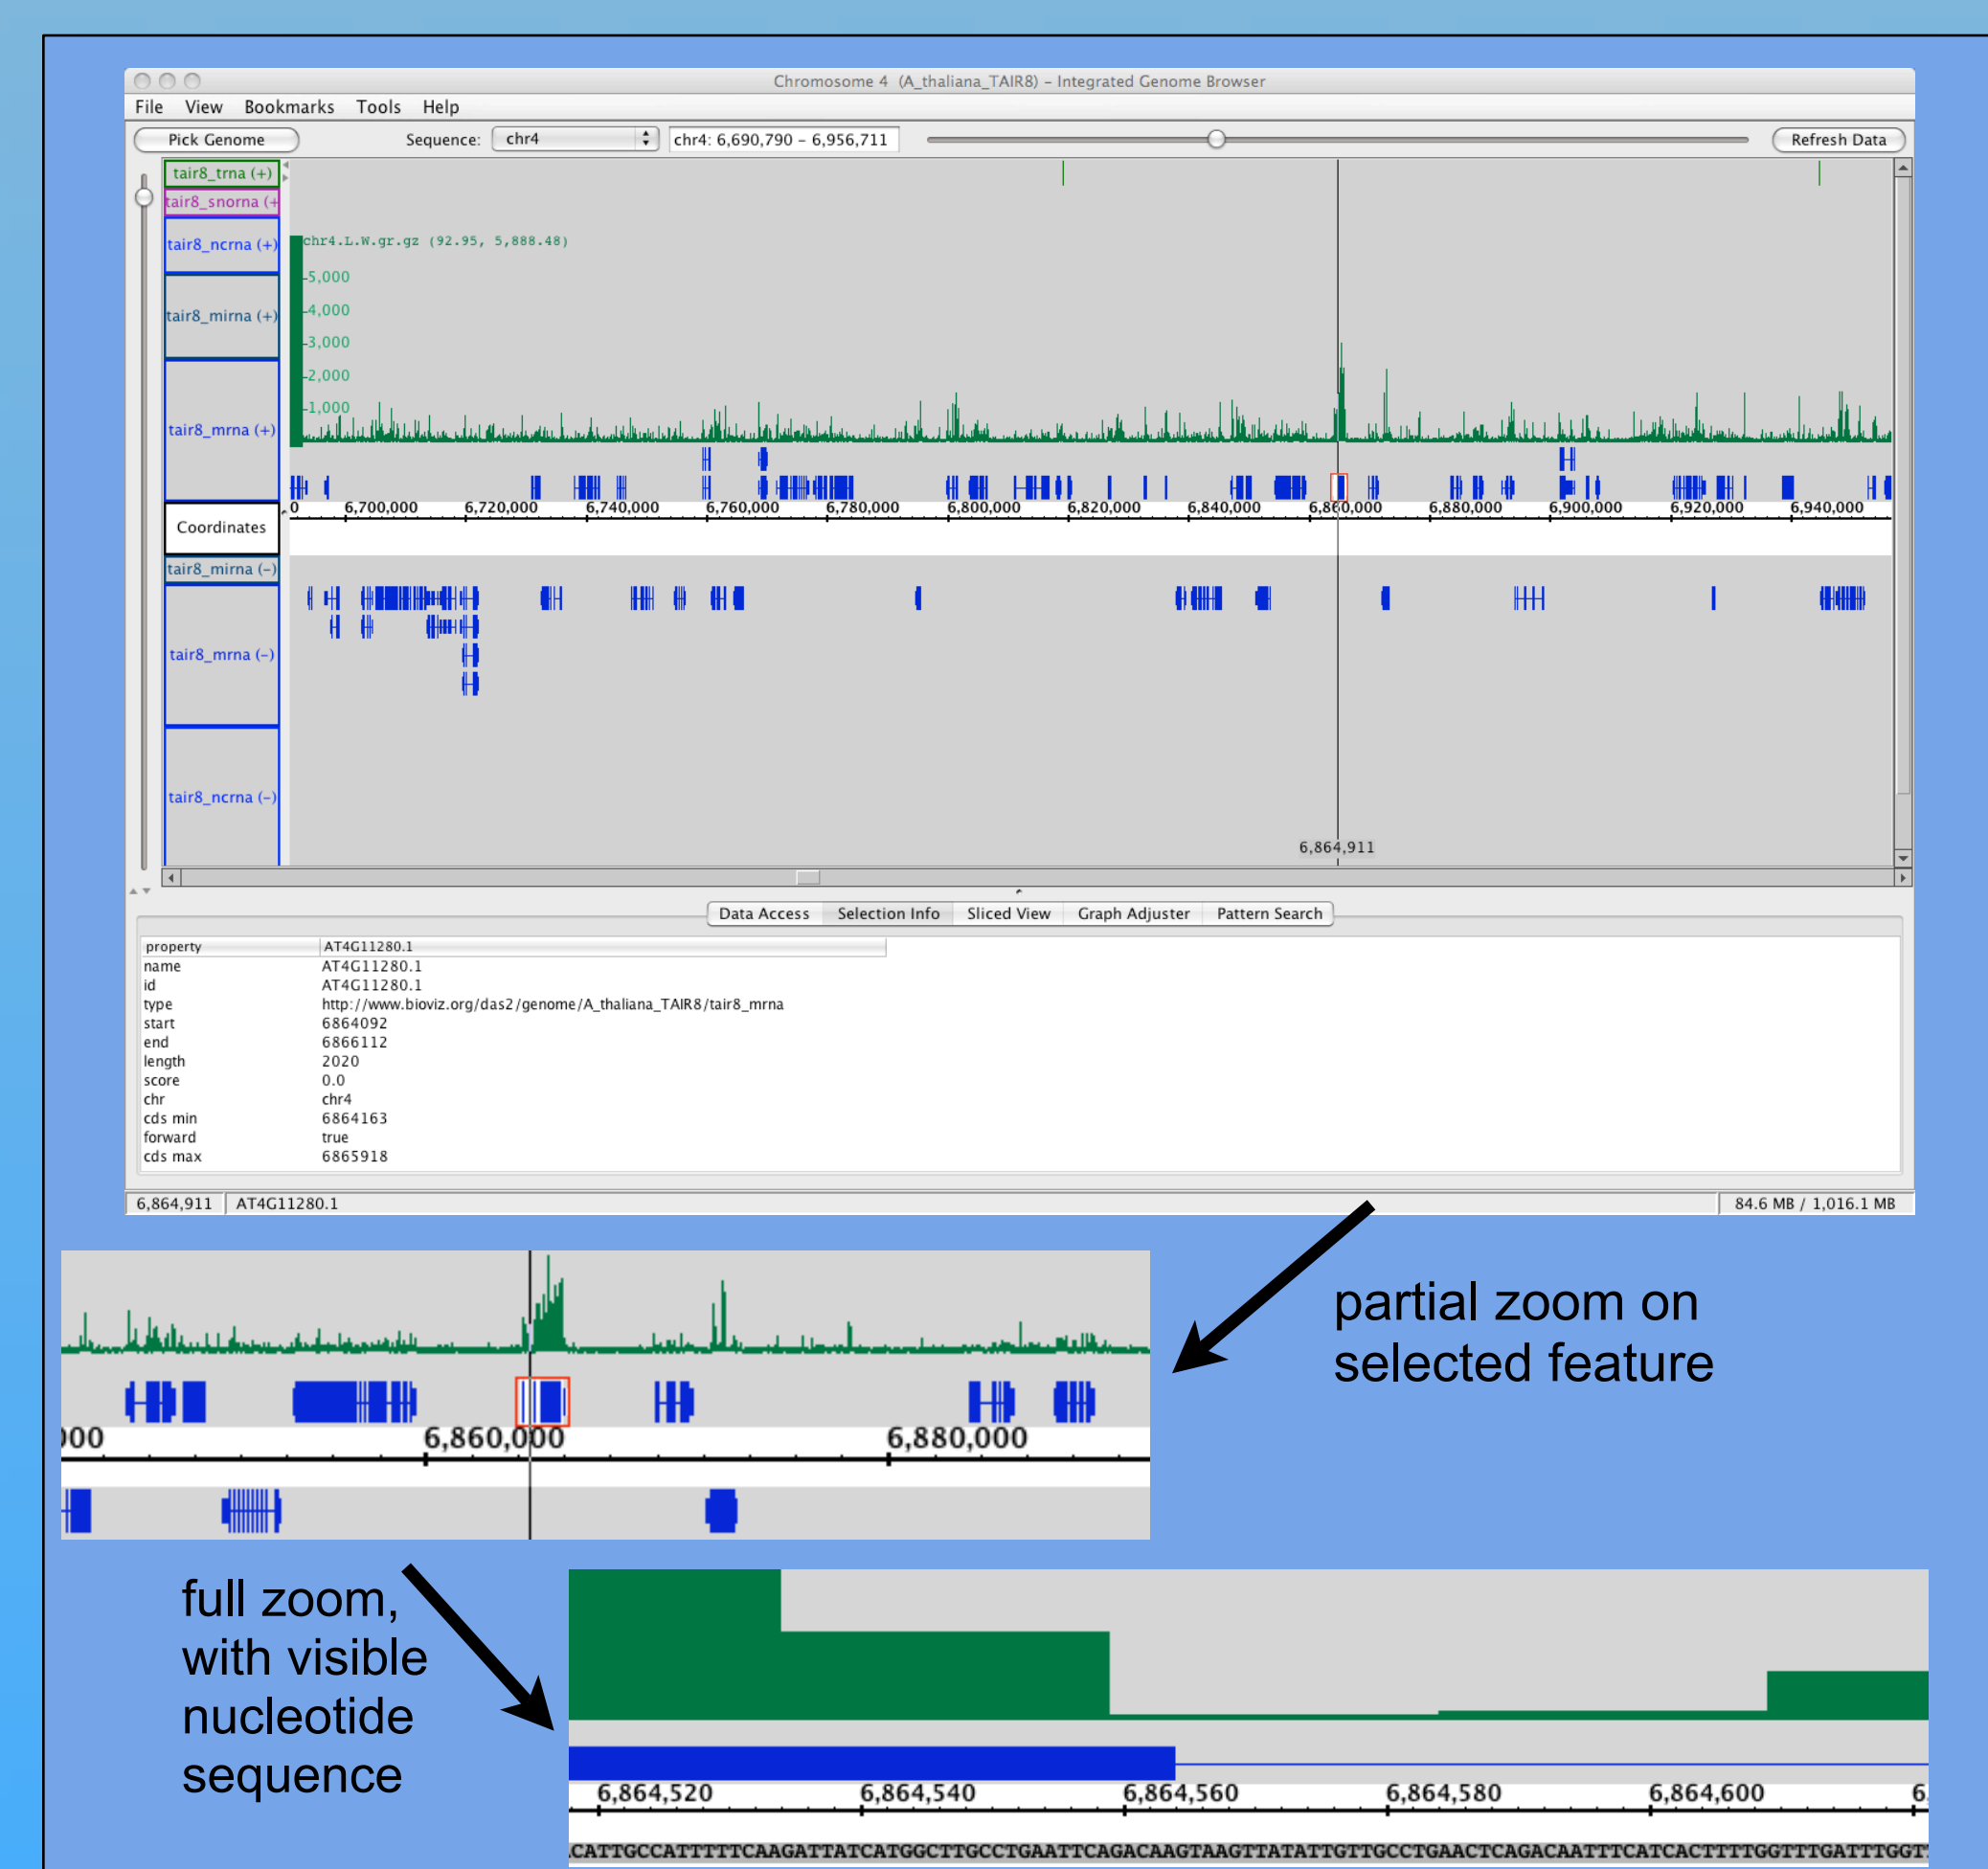 Chromosome 4 (A_thaliana_TAIR8) – Integrated Genome Browser
File View Bookmarks Tools Help
Pick Genome Sequence: chr4 chr4: 6,690,790 – 6,956,711 Refresh Data
tair8_trna (+)
tair8_snorna (+
tair8_ncrna (+)
chr4.L.W.gr.gz (92.95, 5,888.48)
5,000
4,000
tair8_mirna (+)
3,000
2,000
1,000
tair8_mrna (+)
0 6,700,000 6,720,000 6,740,000 6,760,000 6,780,000 6,800,000 6,820,000 6,840,000 6,860,000 6,880,000 6,900,000 6,920,000 6,940,000
Coordinates
tair8_mirna (–)
tair8_mrna (–)
tair8_ncrna (–)
6,864,911
Data Access Selection Info Sliced View Graph Adjuster Pattern Search
property AT4G11280.1
name AT4G11280.1
id AT4G11280.1
type http://www.bioviz.org/das2/genome/A_thaliana_TAIR8/tair8_mrna
start 6864092
end 6866112
length 2020
score 0.0
chr chr4
cds min 6864163
forward true
cds max 6865918
6,864,911 AT4G11280.1 84.6 MB / 1,016.1 MB
partial zoom on
selected feature
000 6,860,000 6,880,000
full zoom,
with visible
nucleotide
sequence
6,864,520 6,864,540 6,864,560 6,864,580 6,864,600 6,
CATTGCCATTTTTCAAGATTATCATGGCTTGCCTGAATTCAGACAAGTAAGTTATATTGTTGCCTGAACTCAGACAATTTCATCACTTTTGGTTTGATTTGGT